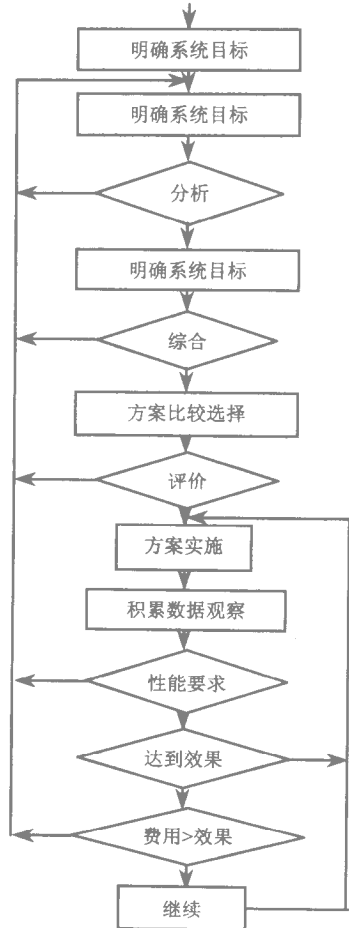 明确系统目标
明确系统目标
分析
明确系统目标
综合
方案比较选择
评价
方案实施
积累数据观察
性能要求
达到效果
费用>效果
继续